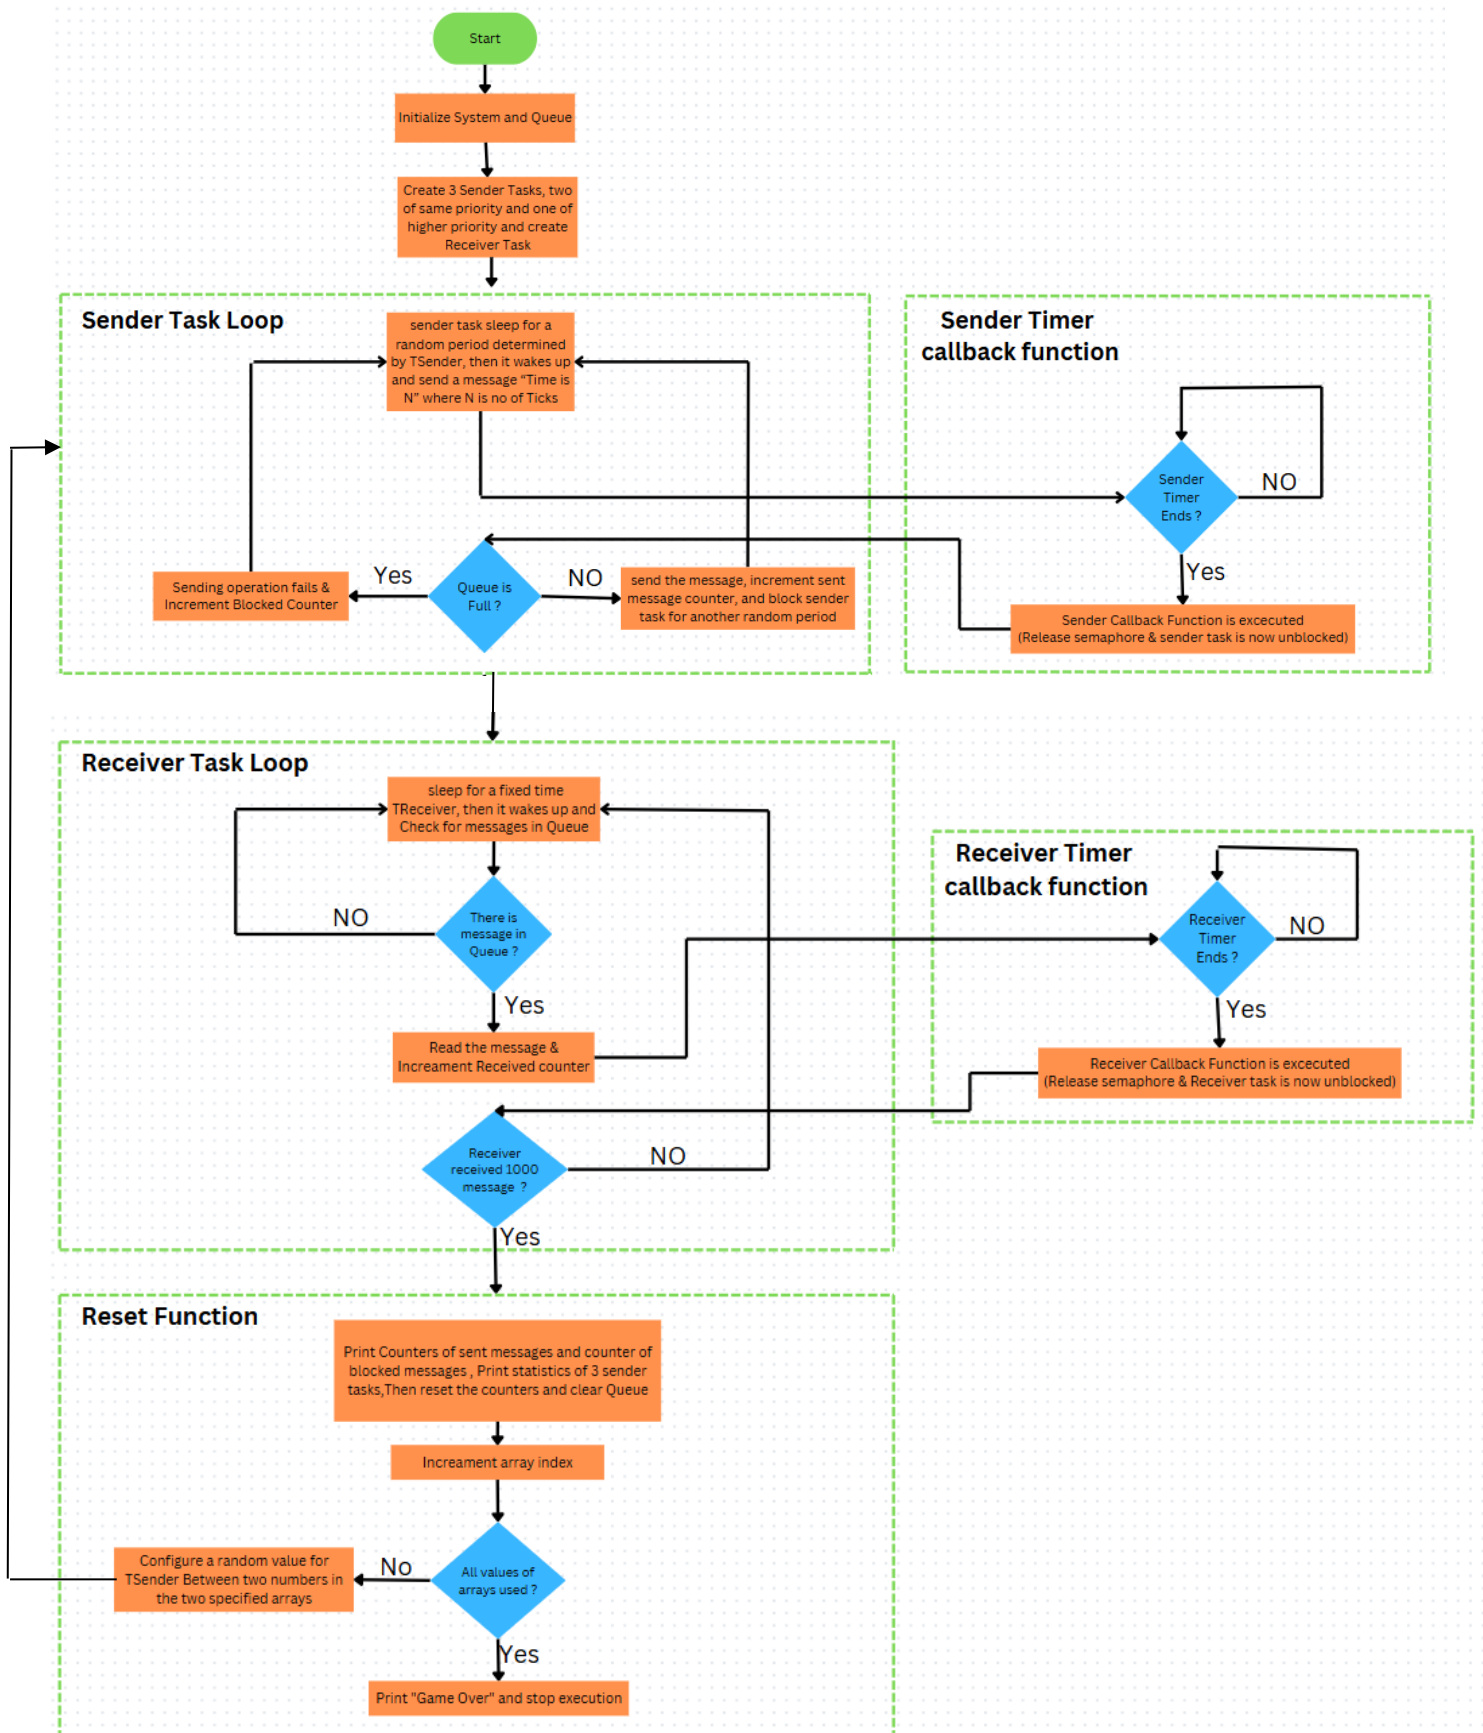 Start
Initialize System and Queue
Create 3 Sender Tasks, two
of same priority and one of
higher priority and create
Receiver Task
Sender Task Loop
sender task sleep for a
random period determined
by TSender, then it wakes up
and send a message “Time is
N” where N is no of Ticks
Sender Timer
callback function
Sender
Timer
Ends ?
NO
Yes
Sender Callback Function is excecuted
(Release semaphore & sender task is now unblocked)
Queue is
Full ?
Yes
NO
Sending operation fails &
Increment Blocked Counter
send the message, increment sent
message counter, and block sender
task for another random period
Receiver Task Loop
sleep for a fixed time
TReceiver, then it wakes up and
Check for messages in Queue
There is
message in
Queue ?
NO
Yes
Read the message &
Increament Received counter
Receiver Timer
callback function
Receiver
Timer
Ends ?
NO
Yes
Receiver Callback Function is excecuted
(Release semaphore & Receiver task is now unblocked)
Receiver
received 1000
message ?
NO
Yes
Reset Function
Print Counters of sent messages and counter of
blocked messages , Print statistics of 3 sender
tasks,Then reset the counters and clear Queue
Increament array index
All values of
arrays used ?
No
Configure a random value for
TSender Between two numbers in
the two specified arrays
Yes
Print "Game Over" and stop execution